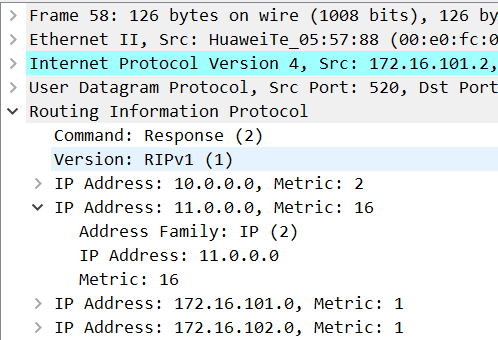 Frame 58: 126 bytes on wire (1008 bits), 126 by
Ethernet II, Src: HuaweiTe_05:57:88 (00:e0:fc:0
Internet Protocol Version 4, Src: 172.16.101.2,
User Datagram Protocol, Src Port: 520, Dst Port
Routing Information Protocol
Command: Response (2)
Version: RIPv1 (1)
IP Address: 10.0.0.0, Metric: 2
IP Address: 11.0.0.0, Metric: 16
Address Family: IP (2)
IP Address: 11.0.0.0
Metric: 16
IP Address: 172.16.101.0, Metric: 1
IP Address: 172.16.102.0, Metric: 1